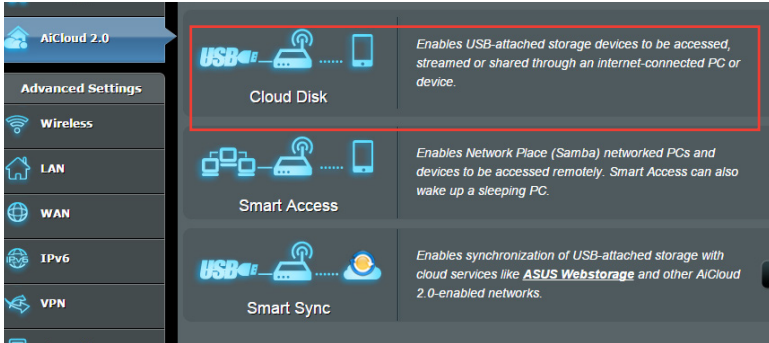 AiCloud 2.0
Advanced Settings
Wireless
LAN
WAN
IPv6
IPv6
VPN
USB
Cloud Disk
Enables USB-attached storage devices to be accessed,
streamed or shared through an internet-connected PC or
device.
Smart Access
Enables Network Place (Samba) networked PCs and
devices to be accessed remotely. Smart Access can also
wake up a sleeping PC.
USB
Smart Sync
Enables synchronization of USB-attached storage with
cloud services like ASUS Webstorage and other AiCloud
2.0-enabled networks.